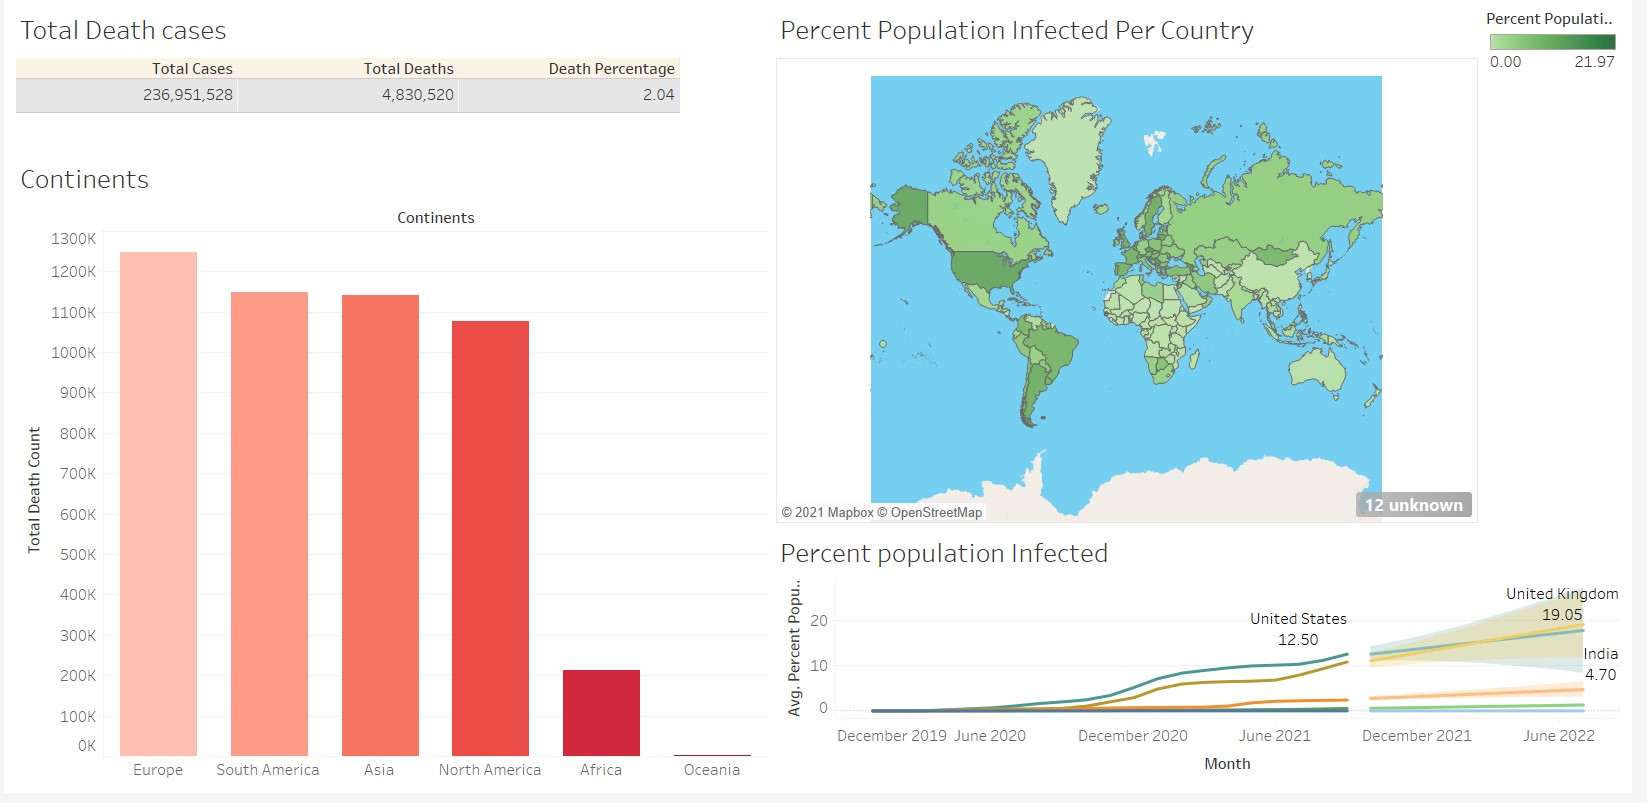 Total Death cases
Total Cases Total Deaths Death Percentage
236,951,528 4,830,520 2.04
Continents
Continents
Total Death Count
1300K
1200K
1100K
1000K
900K
800K
700K
600K
500K
400K
300K
200K
100K
0K
Europe South America Asia North America Africa Oceania
Percent Population Infected Per Country
Percent Populati..
0.00 21.97
12 unknown
© 2021 Mapbox © OpenStreetMap
Percent population Infected
Avg. Percent Popu..
20
10
0
United States
12.50
United Kingdom
19.05
India
4.70
December 2019 June 2020 December 2020 June 2021 December 2021 June 2022
Month